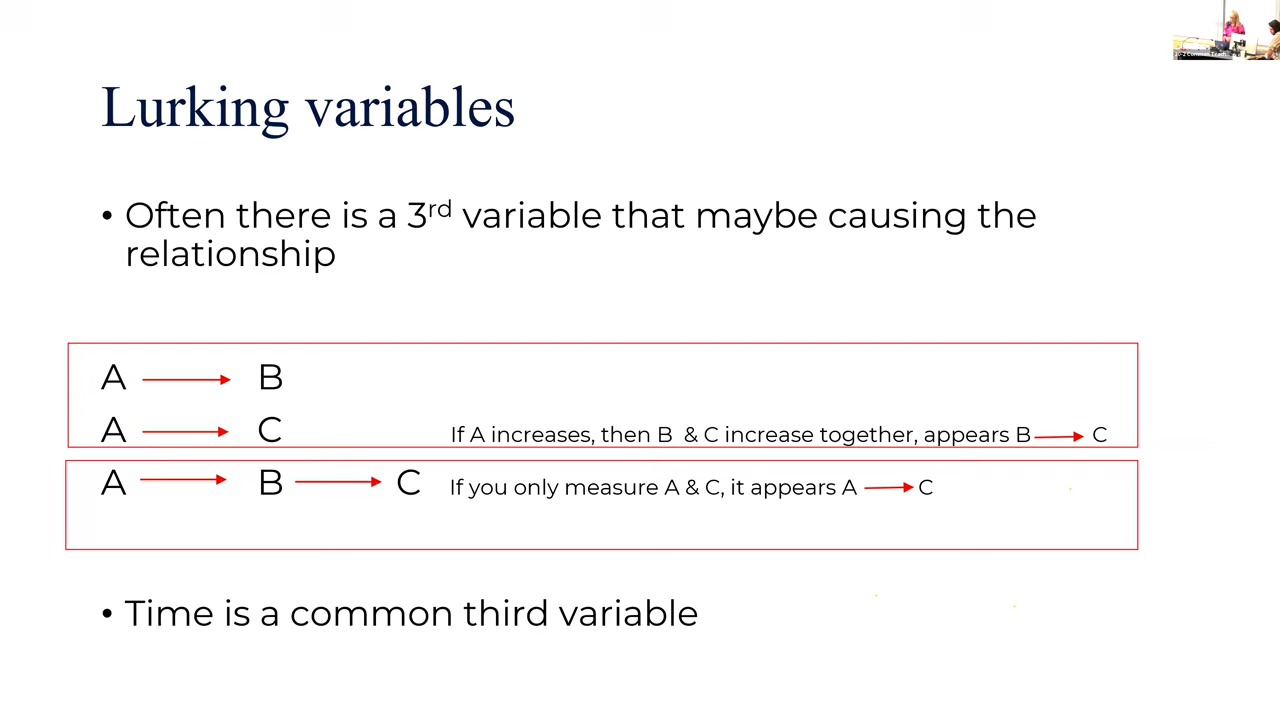 Lurking variables
• Often there is a 3rd variable that maybe causing the
relationship
A → B
A → C If A increases, then B & C increase together, appears B → C
A → B → C If you only measure A & C, it appears A → C
• Time is a common third variable